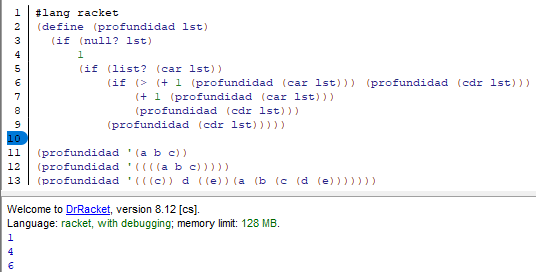 1 #lang racket
2 (define (profundidad lst)
3 (if (null? lst)
4 1
5 (if (list? (car lst))
6 (if (> (+ 1 (profundidad (car lst))) (profundidad (cdr lst)))
7 (+ 1 (profundidad (car lst)))
8 (profundidad (cdr lst)))
9 (profundidad (cdr lst)))))
10
11 (profundidad '(a b c))
12 (profundidad '((((a b c)))))
13 (profundidad '(((c)) d ((e))(a (b (c (d (e)))))))
Welcome to DrRacket, version 8.12 [cs].
Language: racket, with debugging; memory limit: 128 MB.
1
4
6